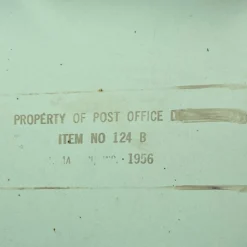 PROPERTY OF POST OFFICE
ITEM NO 124 B
1956